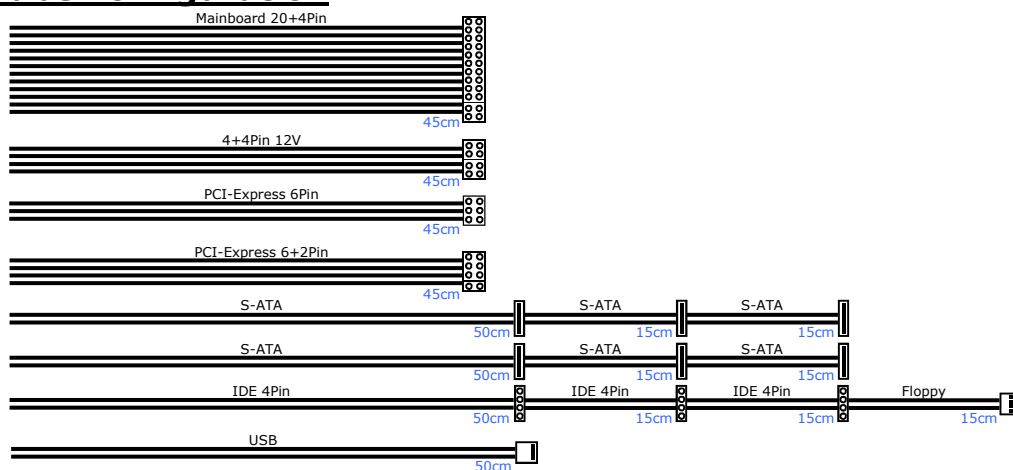 Mainboard 20+4Pin
45cm
4+4Pin 12V
45cm
PCI-Express 6Pin
45cm
PCI-Express 6+2Pin
45cm
S-ATA S-ATA S-ATA
50cm 15cm 15cm
S-ATA S-ATA S-ATA
50cm 15cm 15cm
IDE 4Pin IDE 4Pin IDE 4Pin Floppy
50cm 15cm 15cm 15cm
USB
50cm